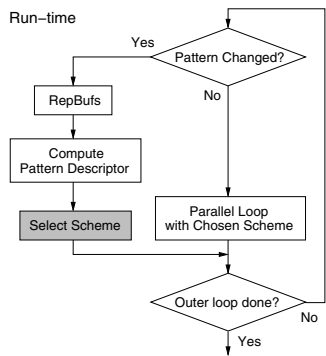 Run-time
Yes
Pattern Changed?
RepBufs
No
Compute
Pattern Descriptor
Select Scheme
Parallel Loop
with Chosen Scheme
Outer loop done?
No
Yes